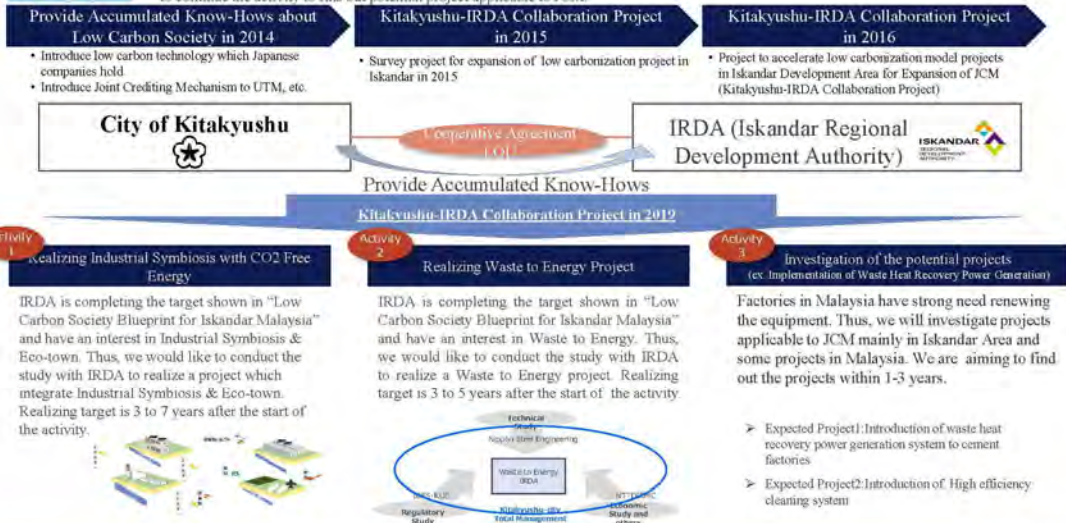 to continue the activity to find out potential project applicable to JCM.
Provide Accumulated Know-Hows about
Low Carbon Society in 2014
Kitakyushu-IRDA Collaboration Project
in 2015
Kitakyushu-IRDA Collaboration Project
in 2016
• Introduce low carbon technology which Japanese
companies hold
• Introduce Joint Crediting Mechanism to UTM, etc.
• Survey project for expansion of low carbonization project in
Iskandar in 2015
• Project to accelerate low carbonization model projects
in Iskandar Development Area for Expansion of JCM
(Kitakyushu-IRDA Collaboration Project)
City of Kitakyushu
Cooperative Agreement
LOI
IRDA (Iskandar Regional
Development Authority)
ISKANDAR
REGIONAL
DEVELOPMENT
AUTHORITY
Provide Accumulated Know-Hows
Kitakyushu-IRDA Collaboration Project in 2019
Activity
1
Realizing Industrial Symbiosis with CO2 Free
Energy
IRDA is completing the target shown in “Low
Carbon Society Blueprint for Iskandar Malaysia”
and have an interest in Industrial Symbiosis &
Eco-town. Thus, we would like to conduct the
study with IRDA to realize a project which
integrate Industrial Symbiosis & Eco-town.
Realizing target is 3 to 7 years after the start of
the activity.
Activity
2
Realizing Waste to Energy Project
IRDA is completing the target shown in “Low
Carbon Society Blueprint for Iskandar Malaysia”
and have an interest in Waste to Energy. Thus,
we would like to conduct the study with IRDA
to realize a Waste to Energy project. Realizing
target is 3 to 5 years after the start of the activity
Technical
Study
Nippon Steel Engineering
Waste to Energy
IRDA
Regulatory
Study
Kitakyushu city
Total Management
Economic
Study and
others
Activity
3
Investigation of the potential projects
(ex. Implementation of Waste Heat Recovery Power Generation)
Factories in Malaysia have strong need renewing
the equipment. Thus, we will investigate projects
applicable to JCM mainly in Iskandar Area and
some projects in Malaysia. We are aiming to find
out the projects within 1-3 years.
➢ Expected Project1:Introduction of waste heat
recovery power generation system to cement
factories
➢ Expected Project2:Introduction of High efficiency
cleaning system